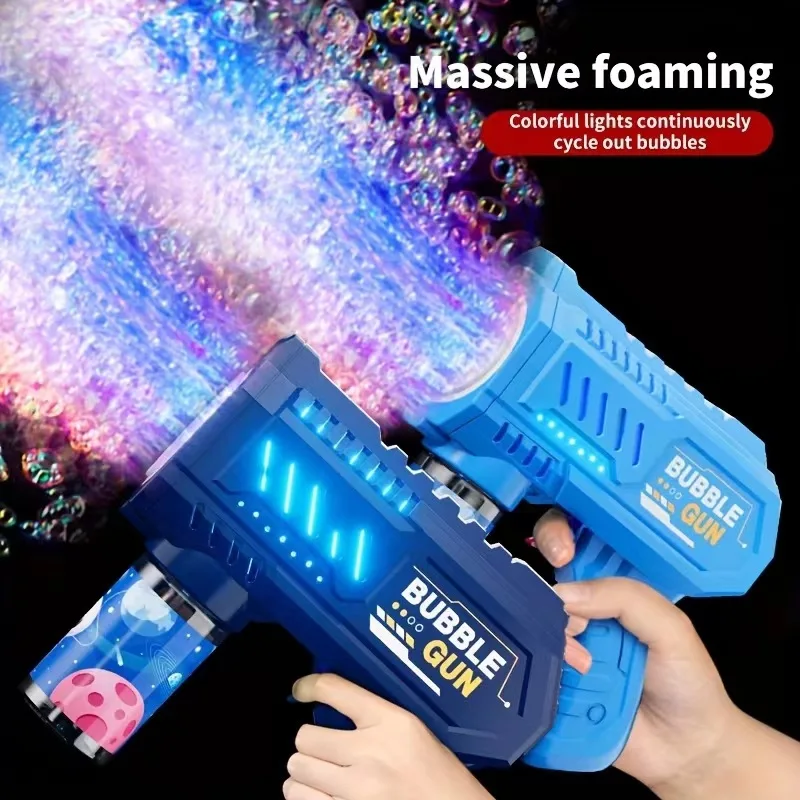 Massive foaming
Colorful lights continuously
cycle out bubbles
BUBBLE
GUN
BUBBLE
GUN